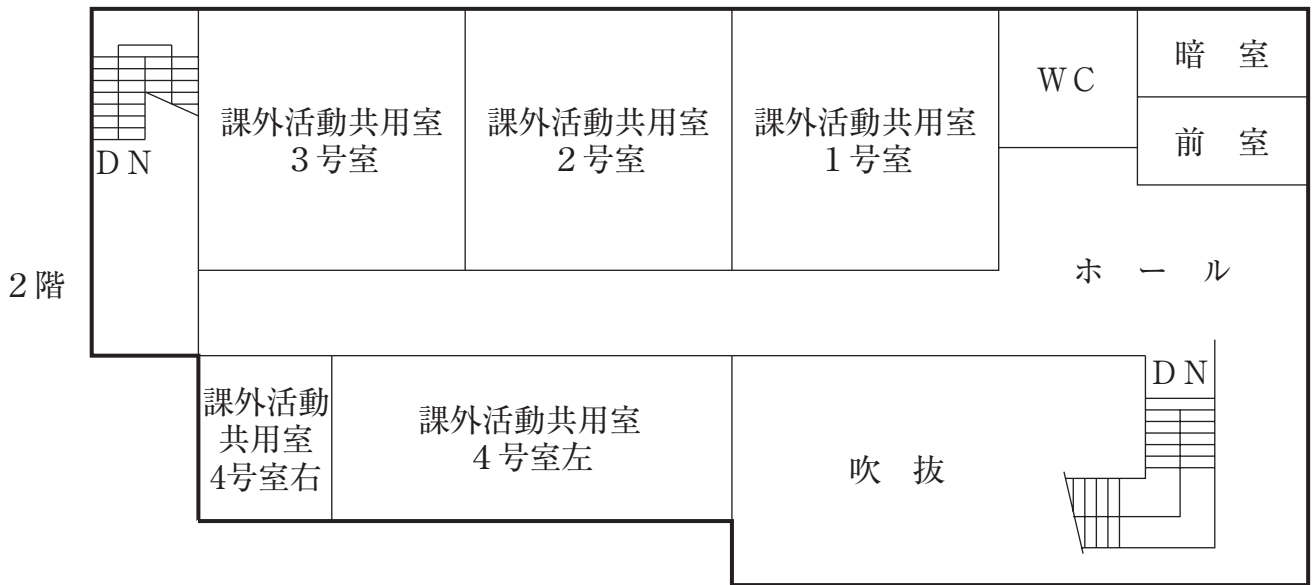 暗 室
WC
課外活動共用室
３号室
課外活動共用室
２号室
課外活動共用室
１号室
前 室
DN
２階
ホ ー ル
DN
課外活動
共用室
4号室右
課外活動共用室
４号室左
吹 抜